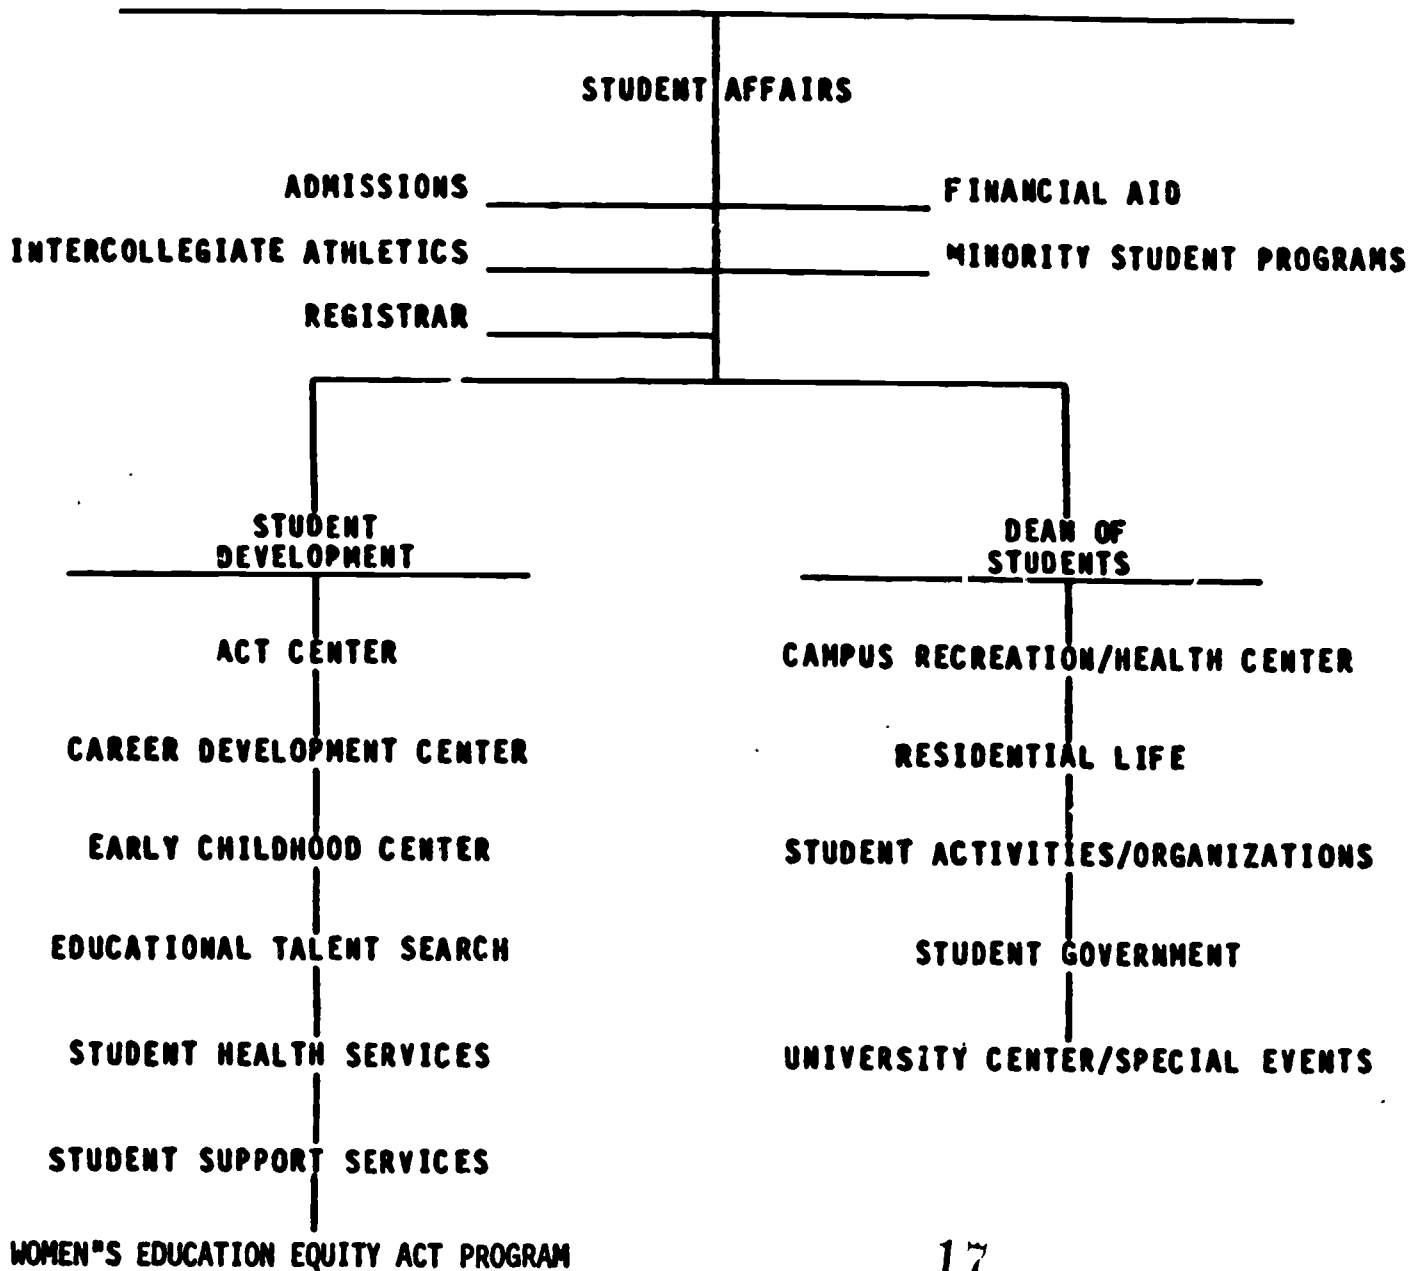 STUDENT AFFAIRS
ADMISSIONS
FINANCIAL AID
INTERCOLLEGIATE ATHLETICS
MINORITY STUDENT PROGRAMS
REGISTRAR
STUDENT
DEVELOPMENT
DEAN OF
STUDENTS
ACT CENTER
CAMPUS RECREATION/HEALTH CENTER
CAREER DEVELOPMENT CENTER
RESIDENTIAL LIFE
EARLY CHILDHOOD CENTER
STUDENT ACTIVITIES/ORGANIZATIONS
EDUCATIONAL TALENT SEARCH
STUDENT GOVERNMENT
STUDENT HEALTH SERVICES
UNIVERSITY CENTER/SPECIAL EVENTS
STUDENT SUPPORT SERVICES
WOMEN"S EDUCATION EQUITY ACT PROGRAM
17